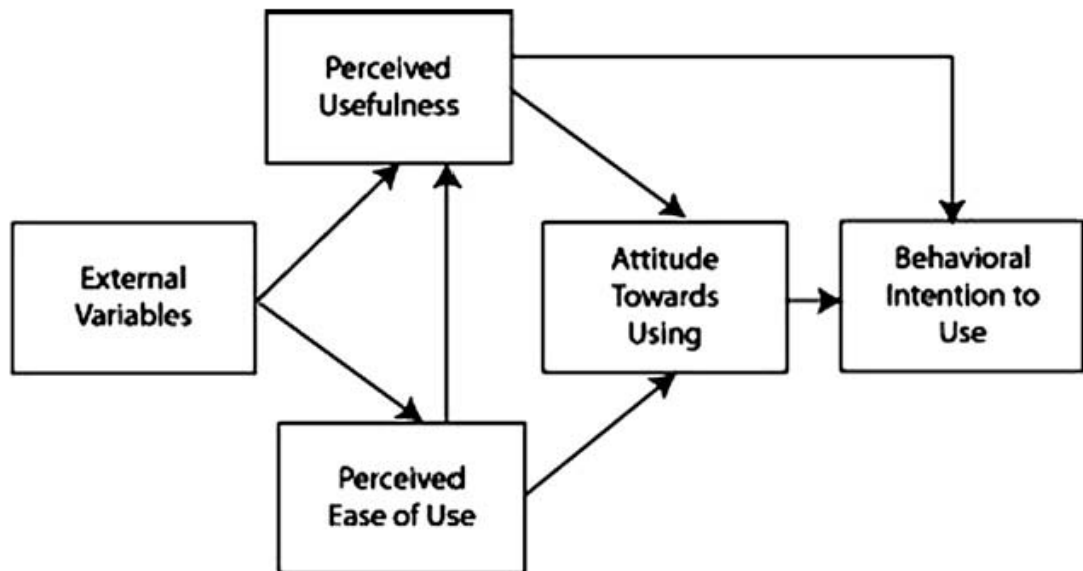 Perceived
Usefulness
External
Variables
Attitude
Towards
Using
Behavioral
Intention to
Use
Perceived
Ease of Use